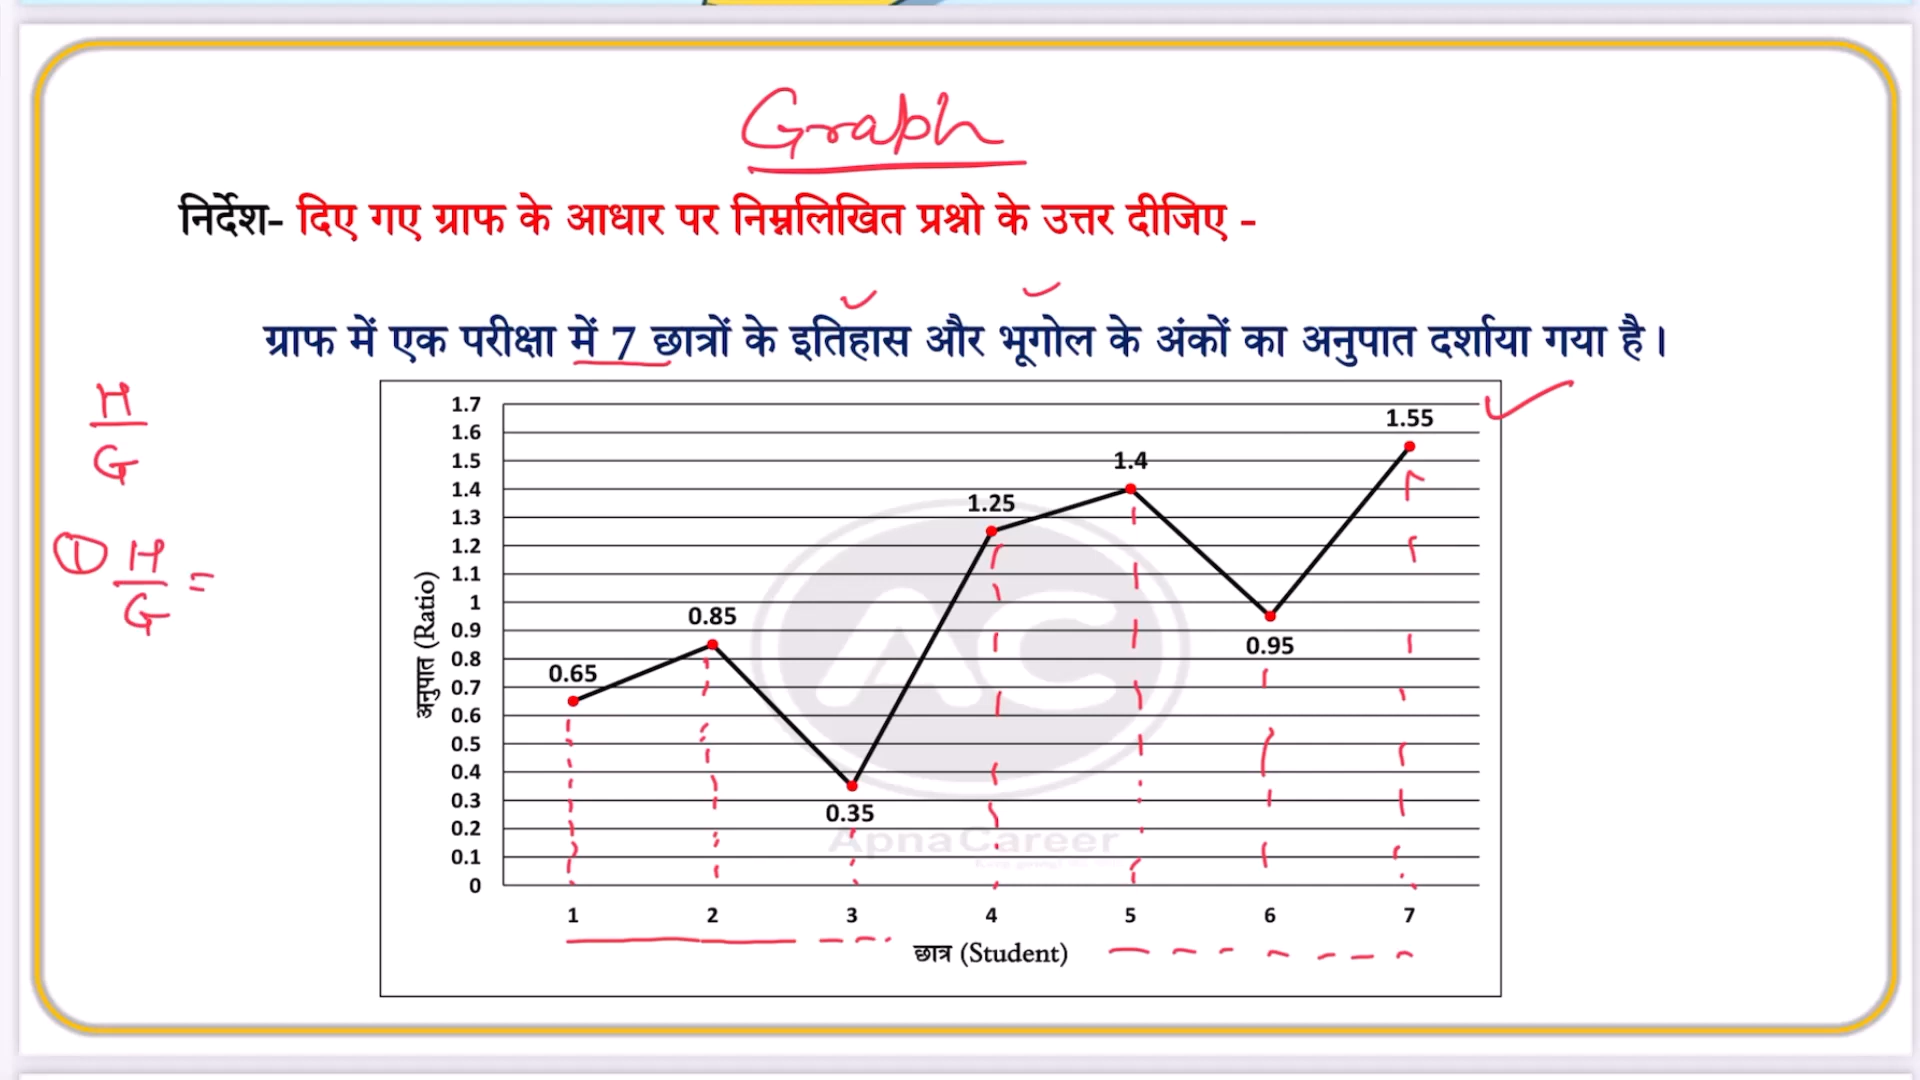 Graph
निर्देश- दिए गए ग्राफ के आधार पर निम्नलिखित प्रश्नो के उत्तर दीजिए -
ग्राफ में एक परीक्षा में 7 छात्रों के इतिहास और भूगोल के अंकों का अनुपात दर्शाया गया है।
H
G
① H
G =
अनुपात (Ratio)
1.7
1.6
1.5
1.4
1.3
1.2
1.1
1
0.9
0.8
0.7
0.6
0.5
0.4
0.3
0.2
0.1
0
0.65
0.85
0.35
1.25
1.4
0.95
1.55
AC
ApnaCareer
1 2 3 4 5 6 7
छात्र (Student)